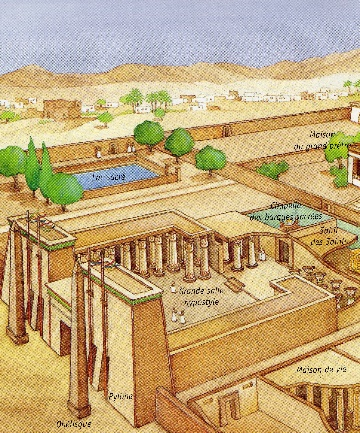 Maison
du grand prêtre
Lac sacré
Chapelle
des barques sacrées
Saint
des Saints
Grande salle
hypostyle
Maison de vie
Pylône
Obélisque